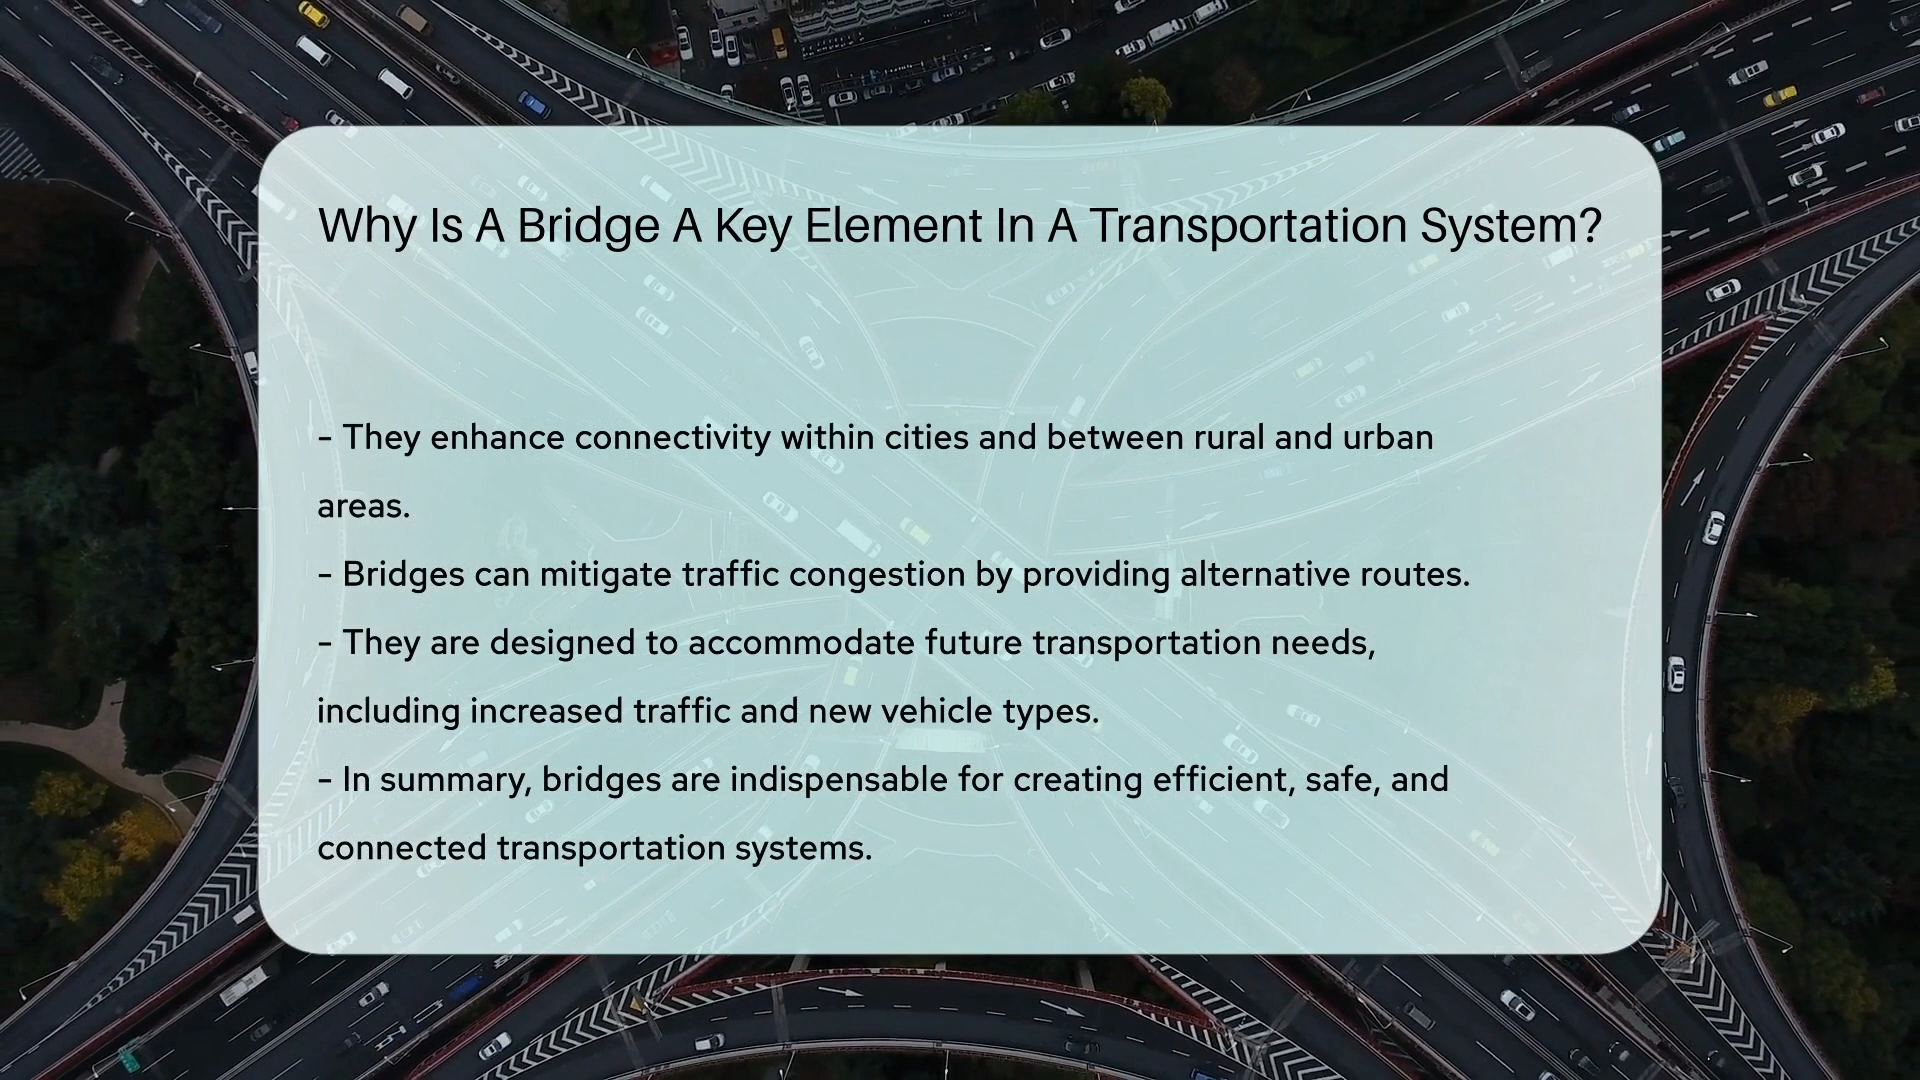 Why Is A Bridge A Key Element In A Transportation System?
- They enhance connectivity within cities and between rural and urban
areas.
- Bridges can mitigate traffic congestion by providing alternative routes.
- They are designed to accommodate future transportation needs,
including increased traffic and new vehicle types.
- In summary, bridges are indispensable for creating efficient, safe, and
connected transportation systems.